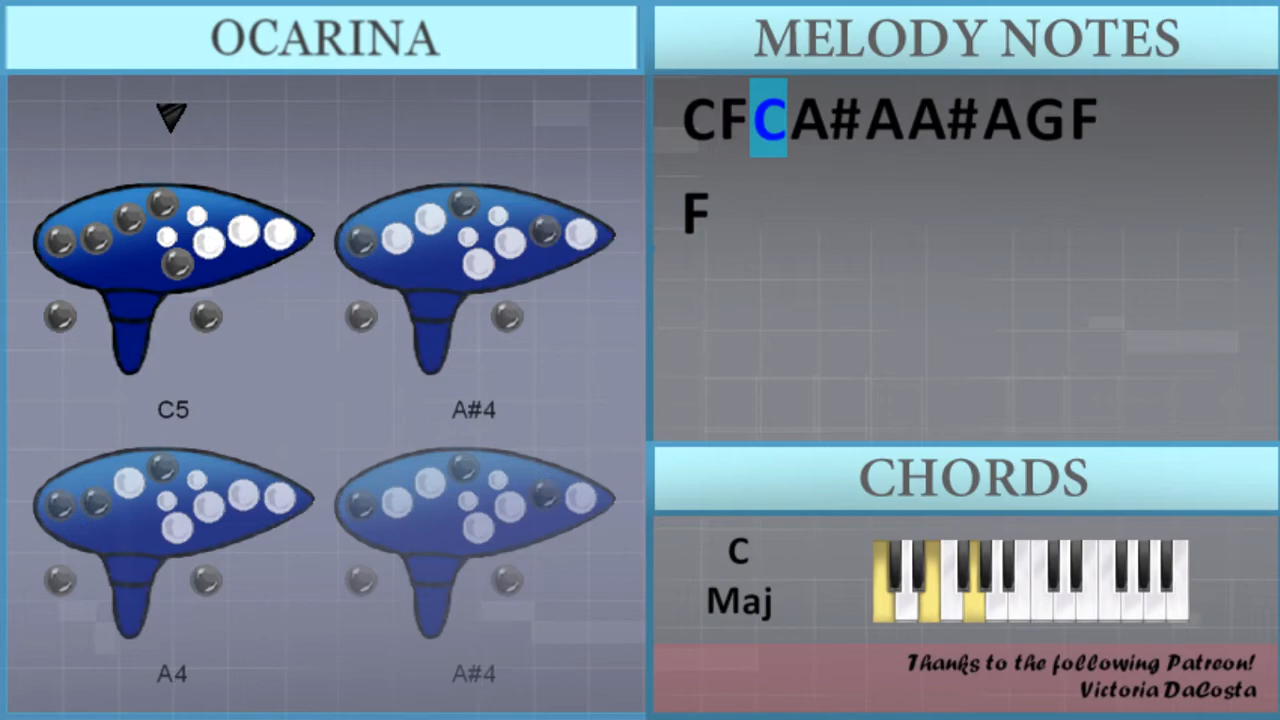 OCARINA
C5
A#4
A4
A#4
MELODY NOTES
CFCA#AA#AGF
F
CHORDS
C
Maj
Thanks to the following Patreon!
Victoria DaCosta